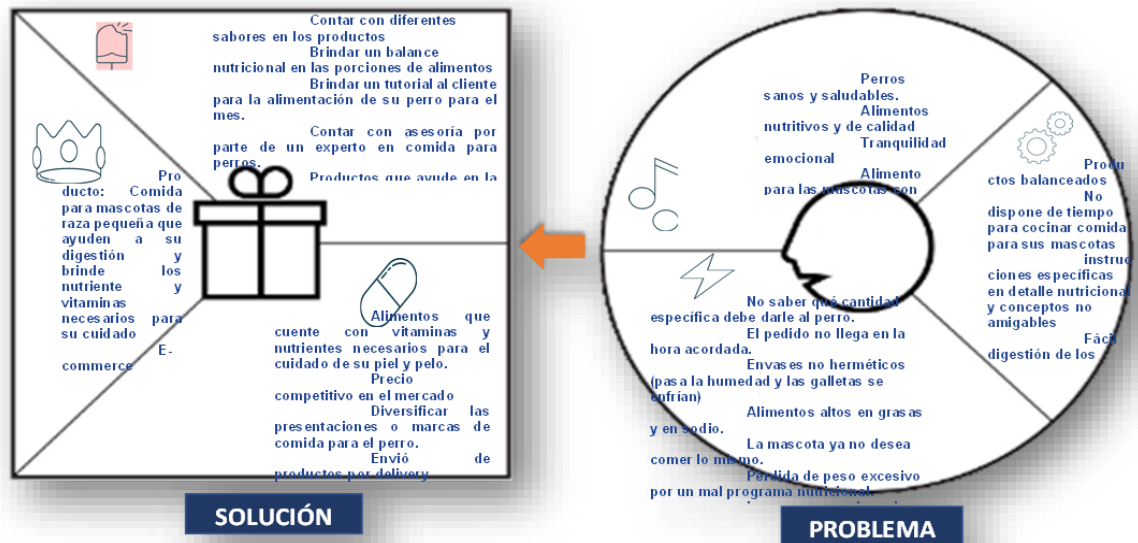 Contar con diferentes
sabores en los productos
Brindar un balance
nutricional en las porciones de alimentos
Brindar un tutorial al cliente
para la alimentación de su perro para el
mes.
Contar con asesoría por
parte de un experto en comida para
perros.
Productos que ayude en la
Pro
ducto: Comida
para mascotas de
raza pequeña que
ayuden a su
digestión y
brinde los
nutriente y
vitaminas
necesarios para
su cuidado
E-
commerce
Alimentos que
cuente con vitaminas y
nutrientes necesarios para el
cuidado de su piel y pelo.
Precio
competitivo en el mercado
Diversificar las
presentaciones o marcas de
comida para el perro.
Envió de
productos por delivery
SOLUCIÓN
Perros
sanos y saludables.
Alimentos
nutritivos y de calidad
Tranquilidad
emocional
Alimento
para las mascotas con
Produ
ctos balanceados
No
dispone de tiempo
para cocinar comida
para sus mascotas
instruc
ciones específicas
en detalle nutricional
y conceptos no
amigables
Fácil
digestión de los
No saber qué cantidad
específica debe darle al perro.
El pedido no llega en la
hora acordada.
Envases no herméticos
(pasa la humedad y las galletas se
enfrían)
Alimentos altos en grasas
y en sodio.
La mascota ya no desea
comer lo mismo.
Pérdida de peso excesivo
por un mal programa nutricional.
PROBLEMA